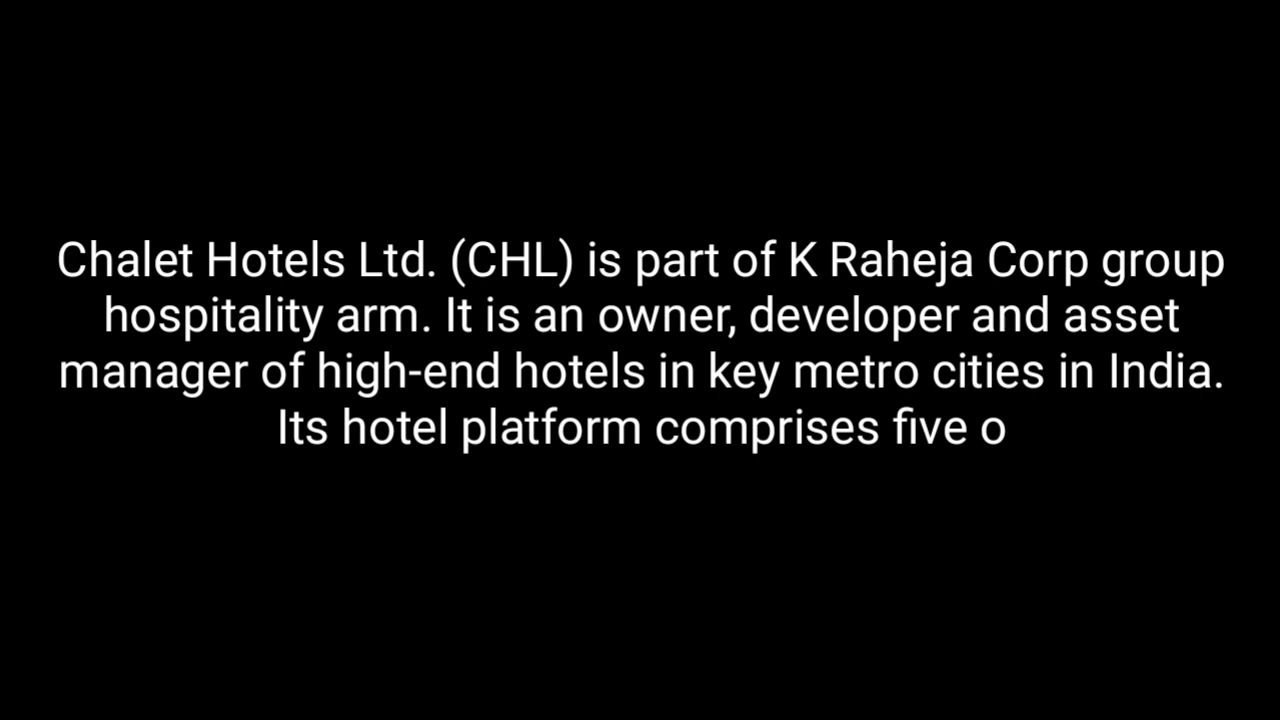 Chalet Hotels Ltd. (CHL) is part of K Raheja Corp group
hospitality arm. It is an owner, developer and asset
manager of high-end hotels in key metro cities in India.
Its hotel platform comprises five o